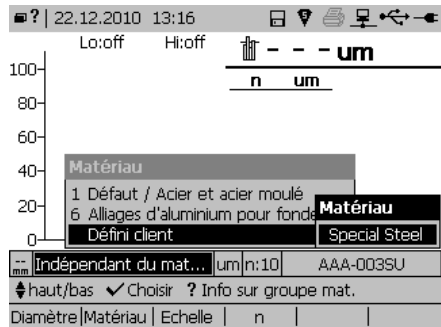 ? 22.12.2010 13:16
Lo:off Hi:off
- - - um
n um
100
80
60
40
20
0
Matériau
1 Défaut / Acier et acier moulé
6 Alliages d'aluminium pour fonde
Défini client
Matériau
Special Steel
mm Indépendant du mat... um n:10 AAA-003SU
haut/bas Choisir ? Info sur groupe mat.
Diamètre Matériau Echelle n